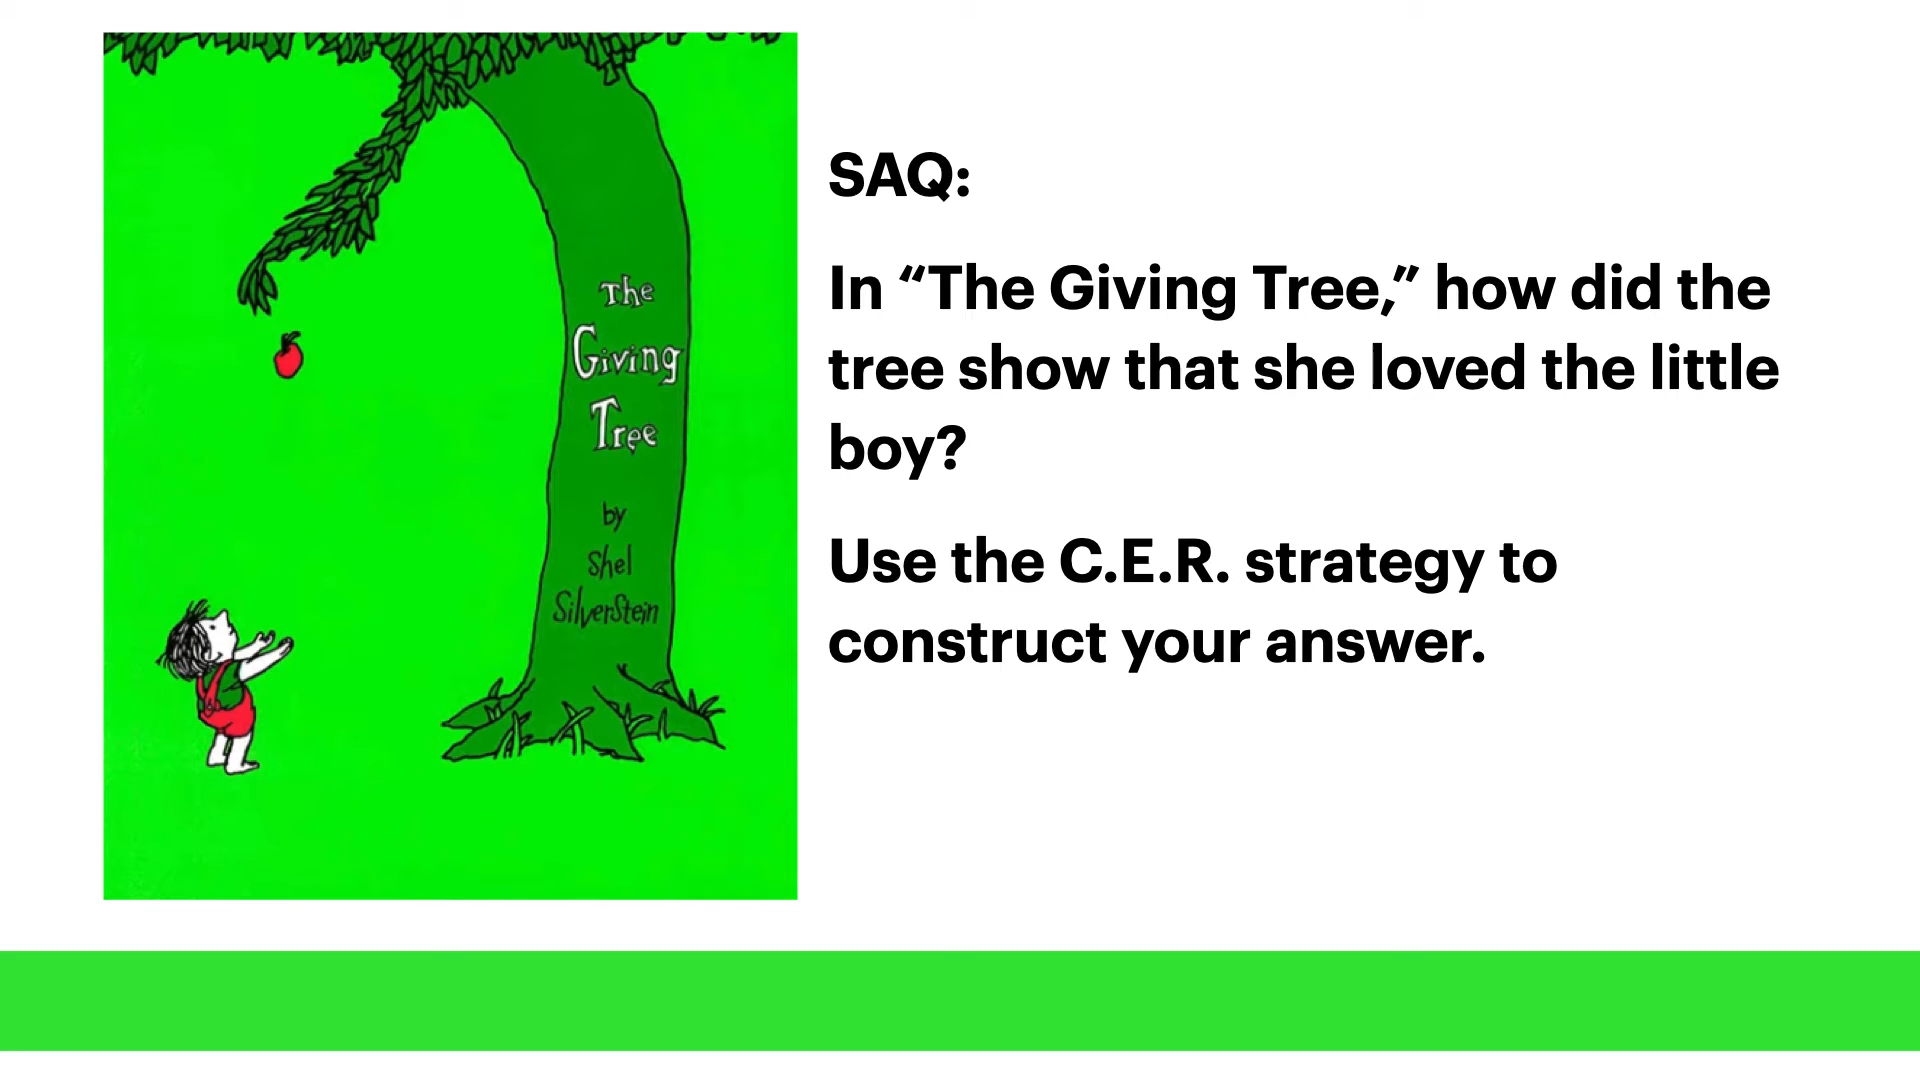 The
Giving
Tree
by
Shel
Silverstein
SAQ:
In “The Giving Tree,” how did the
tree show that she loved the little
boy?
Use the C.E.R. strategy to
construct your answer.